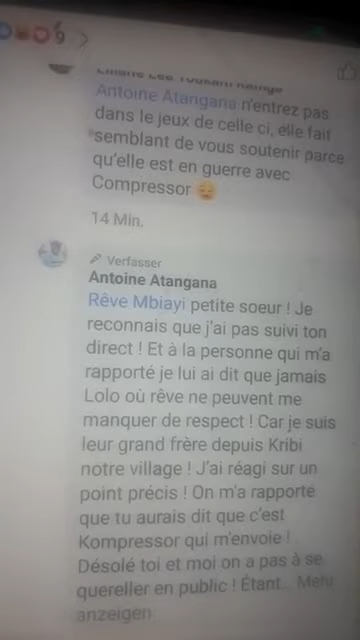 9
Antoine Atangana n'entrez pas
dans le jeux de celle ci, elle fait
semblant de vous soutenir parce
qu'elle est en guerre avec
Compressor 😔
14 Min.
Verfasser
Antoine Atangana
Rêve Mbiayi petite soeur ! Je
reconnais que j'ai pas suivi ton
direct ! Et à la personne qui m'a
rapporté je lui ai dit que jamais
Lolo où rêve ne peuvent me
manquer de respect ! Car je suis
leur grand frère depuis Kribi
notre village ! J'ai réagi sur un
point précis ! On m'a rapporté
que tu aurais dit que c'est
Kompressor qui m'envoie !
Désolé toi et moi on a pas à se
quereller en public ! Étant... Mehr
anzeigen